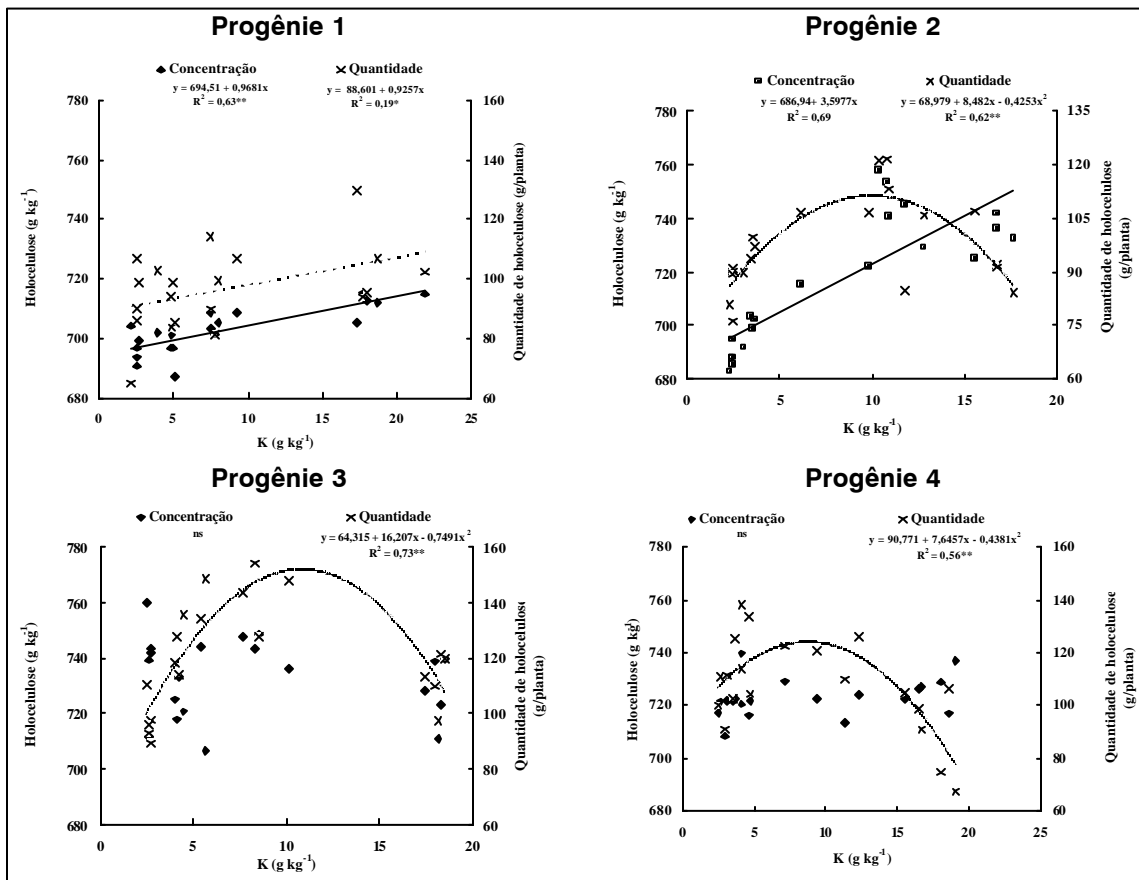 Progênie 1
Concentração
Quantidade
y = 694,51 + 0,9681x
y = 88,601 + 0,9257x
R² = 0,63**
R² = 0,19*
780
760
740
720
700
680
160
140
120
100
80
60
Holocelulose (g kg⁻¹)
Quantidade de holocelulose (g/planta)
0 5 10 15 20 25
K (g kg⁻¹)
Progênie 2
Concentração
Quantidade
y = 686,94 + 3,5977x
y = 68,979 + 8,482x - 0,4253x²
R² = 0,69
R² = 0,62**
780
760
740
720
700
680
135
120
105
90
75
60
Holocelulose (g kg⁻¹)
Quantidade de holocelulose
(g/planta)
0 5 10 15 20
K (g kg⁻¹)
Progênie 3
Concentração
Quantidade
ns
y = 64,315 + 16,207x - 0,7491x²
R² = 0,73**
780
760
740
720
700
680
160
140
120
100
80
60
Holocelulose (g kg⁻¹)
Quantidade de holocelulose
(g/planta)
0 5 10 15 20
K (g kg⁻¹)
Progênie 4
Concentração
Quantidade
ns
y = 90,771 + 7,6457x - 0,4381x²
R² = 0,56**
780
760
740
720
700
680
160
140
120
100
80
60
Holocelulose (g kg¹)
Quantidade de holocelulose
(g/planta)
0 5 10 15 20 25
K (g kg⁻¹)